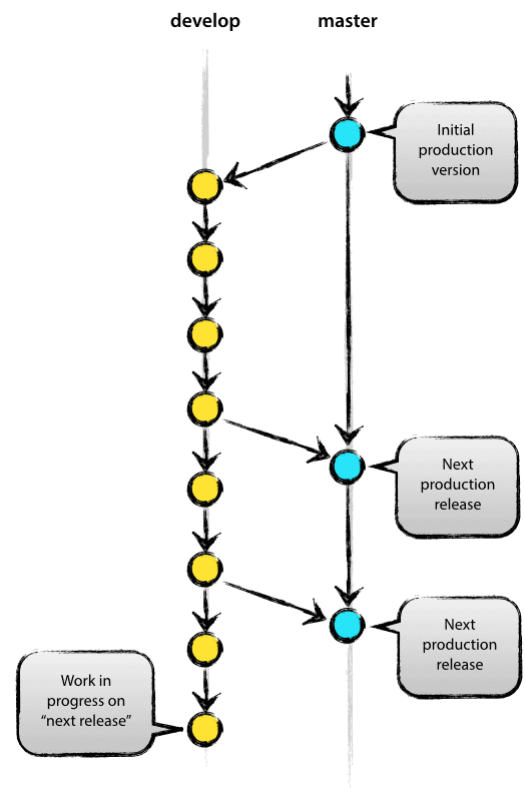 develop
master
Initial
production
version
Next
production
release
Next
production
release
Work in
progress on
“next release”